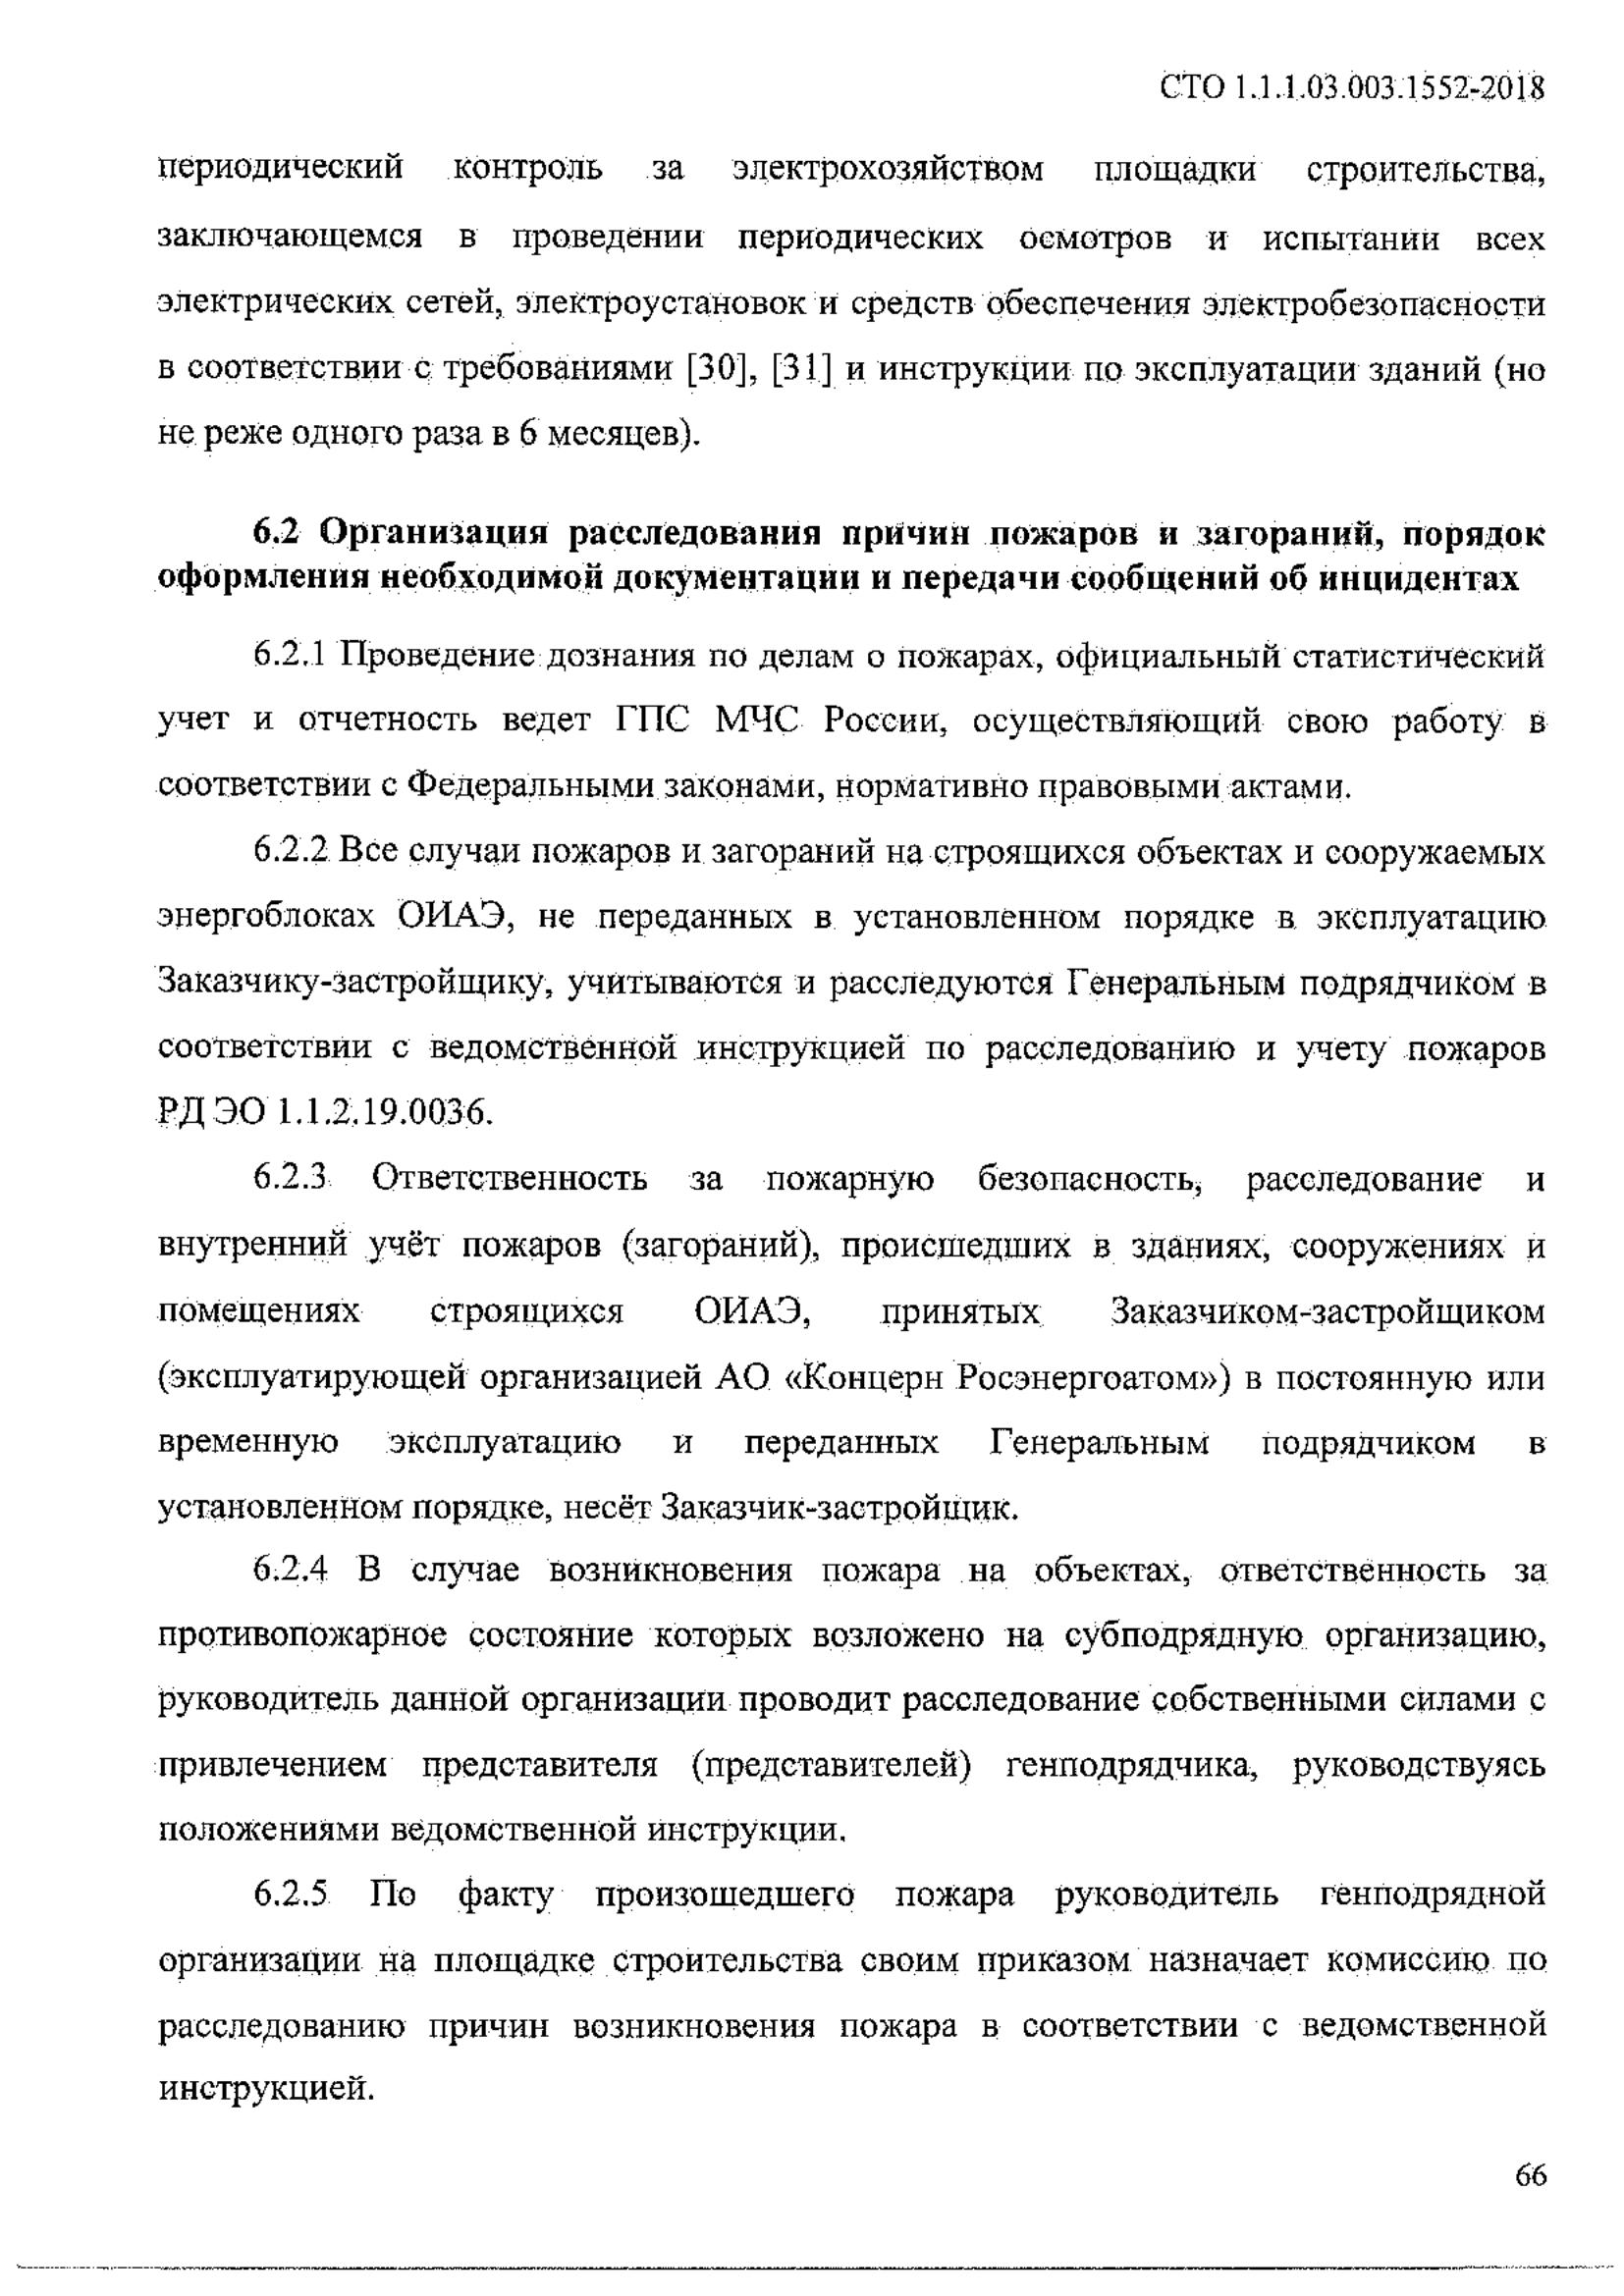 СТО 1.1.1.03.003.1552-2018
периодический контроль за электрохозяйством площадки строительства,
заключающемся в проведении периодических осмотров и испытании всех
электрических сетей, электроустановок и средств обеспечения электробезопасности
в соответствии с требованиями [30], [31] и инструкции по эксплуатации зданий (но
не реже одного раза в 6 месяцев).
6.2 Организация расследования причин пожаров и загораний, порядок
оформления необходимой документации и передачи сообщений об инцидентах
6.2.1 Проведение дознания по делам о пожарах, официальный статистический
учет и отчетность ведет ГПС МЧС России, осуществляющий свою работу в
соответствии с Федеральными законами, нормативно правовыми актами.
6.2.2 Все случаи пожаров и загораний на строящихся объектах и сооружаемых
энергоблоках ОИАЭ, не переданных в установленном порядке в эксплуатацию
Заказчику-застройщику, учитываются и расследуются Генеральным подрядчиком в
соответствии с ведомственной инструкцией по расследованию и учету пожаров
РД ЭО 1.1.2.19.0036.
6.2.3 Ответственность за пожарную безопасность, расследование и
внутренний учёт пожаров (загораний), происшедших в зданиях, сооружениях и
помещениях строящихся ОИАЭ, принятых Заказчиком-застройщиком
(эксплуатирующей организацией АО «Концерн Росэнергоатом») в постоянную или
временную эксплуатацию и переданных Генеральным подрядчиком в
установленном порядке, несёт Заказчик-застройщик.
6.2.4 В случае возникновения пожара на объектах, ответственность за
противопожарное состояние которых возложено на субподрядную организацию,
руководитель данной организации проводит расследование собственными силами с
привлечением представителя (представителей) генподрядчика, руководствуясь
положениями ведомственной инструкции.
6.2.5 По факту произошедшего пожара руководитель генподрядной
организации на площадке строительства своим приказом назначает комиссию по
расследованию причин возникновения пожара в соответствии с ведомственной
инструкцией.
66